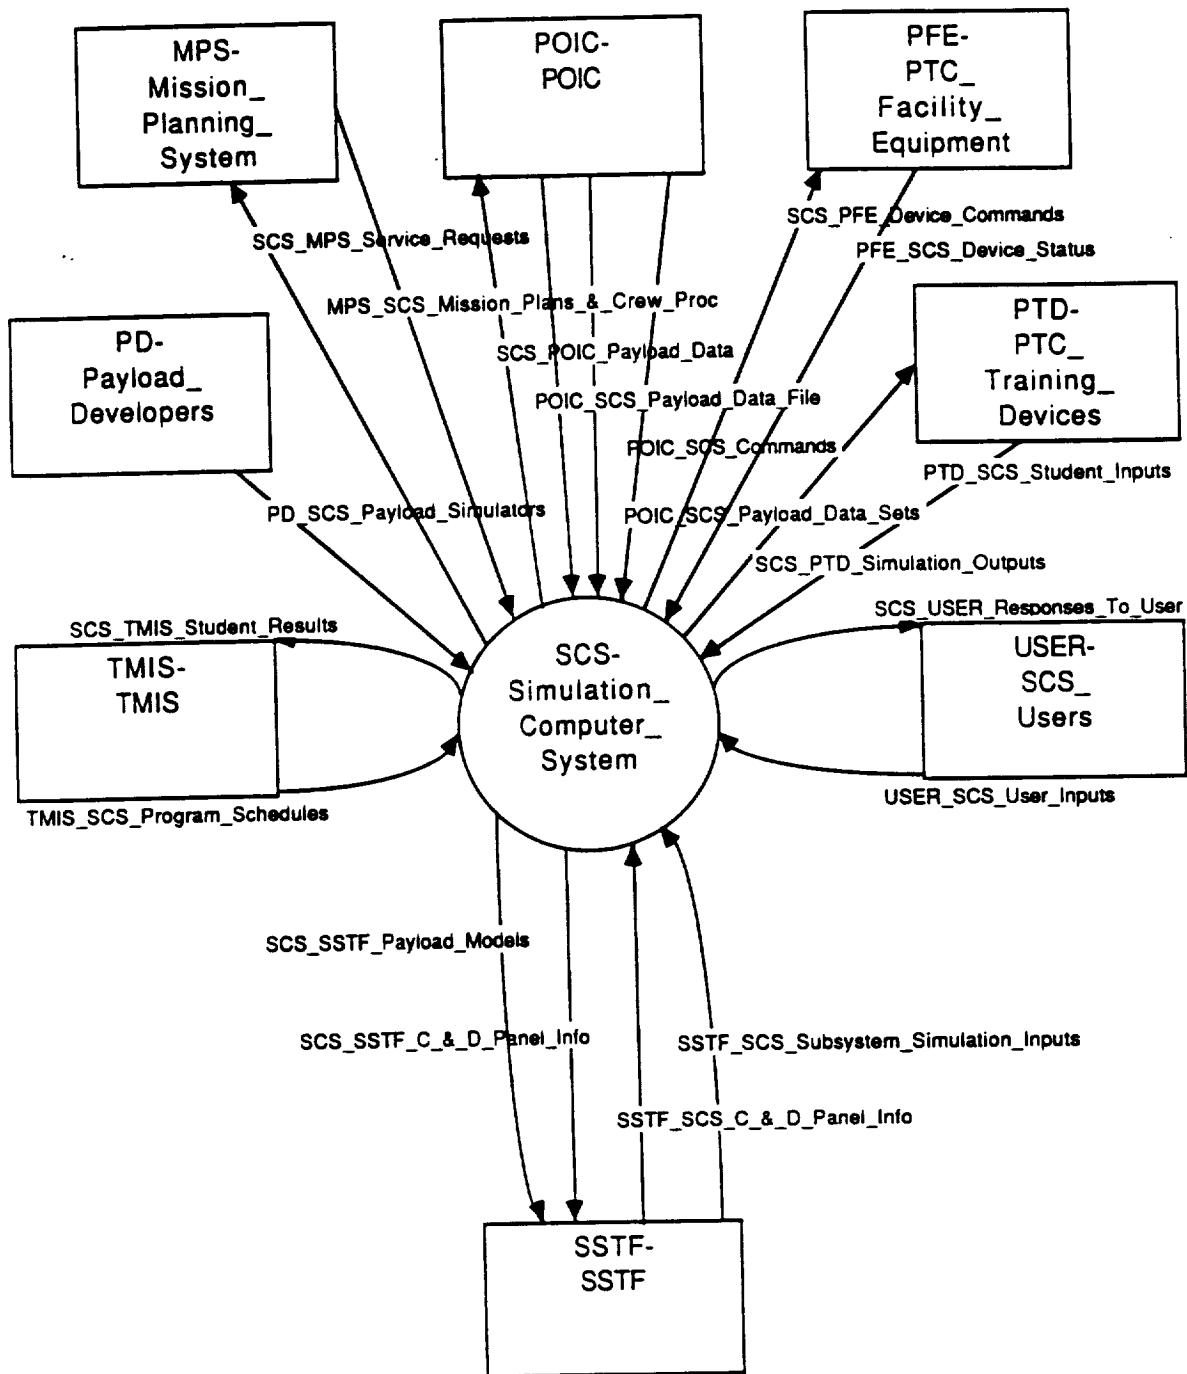 MPS-
Mission_
Planning_
System
POIC-
POIC
PFE-
PTC_
Facility_
Equipment
SCS_PFE_Device_Commands
SCS_MPS_Service_Requests
PFE_SCS_Device_Status
MPS_SCS_Mission_Plans_&_Crew_Proc
PTD-
PTC_
Training_
Devices
PD-
Payload_
Developers
SCS_POIC_Payload_Data
POIC_SCS_Payload_Data_File
POIC_SCS_Commands
PTD_SCS_Student_Inputs
PD_SCS_Payload_Simulators
POIC_SCS_Payload_Data_Sets
SCS_PTD_Simulation_Outputs
SCS_USER_Responses_To_User
SCS_TMIS_Student_Results
TMIS-
TMIS
SCS-
Simulation_
Computer_
System
USER-
SCS_
Users
TMIS_SCS_Program_Schedules
USER_SCS_User_Inputs
SCS_SSTF_Payload_Models
SCS_SSTF_C_&_D_Panel_Info
SSTF_SCS_Subsystem_Simulation_Inputs
SSTF_SCS_C_&_D_Panel_Info
SSTF-
SSTF